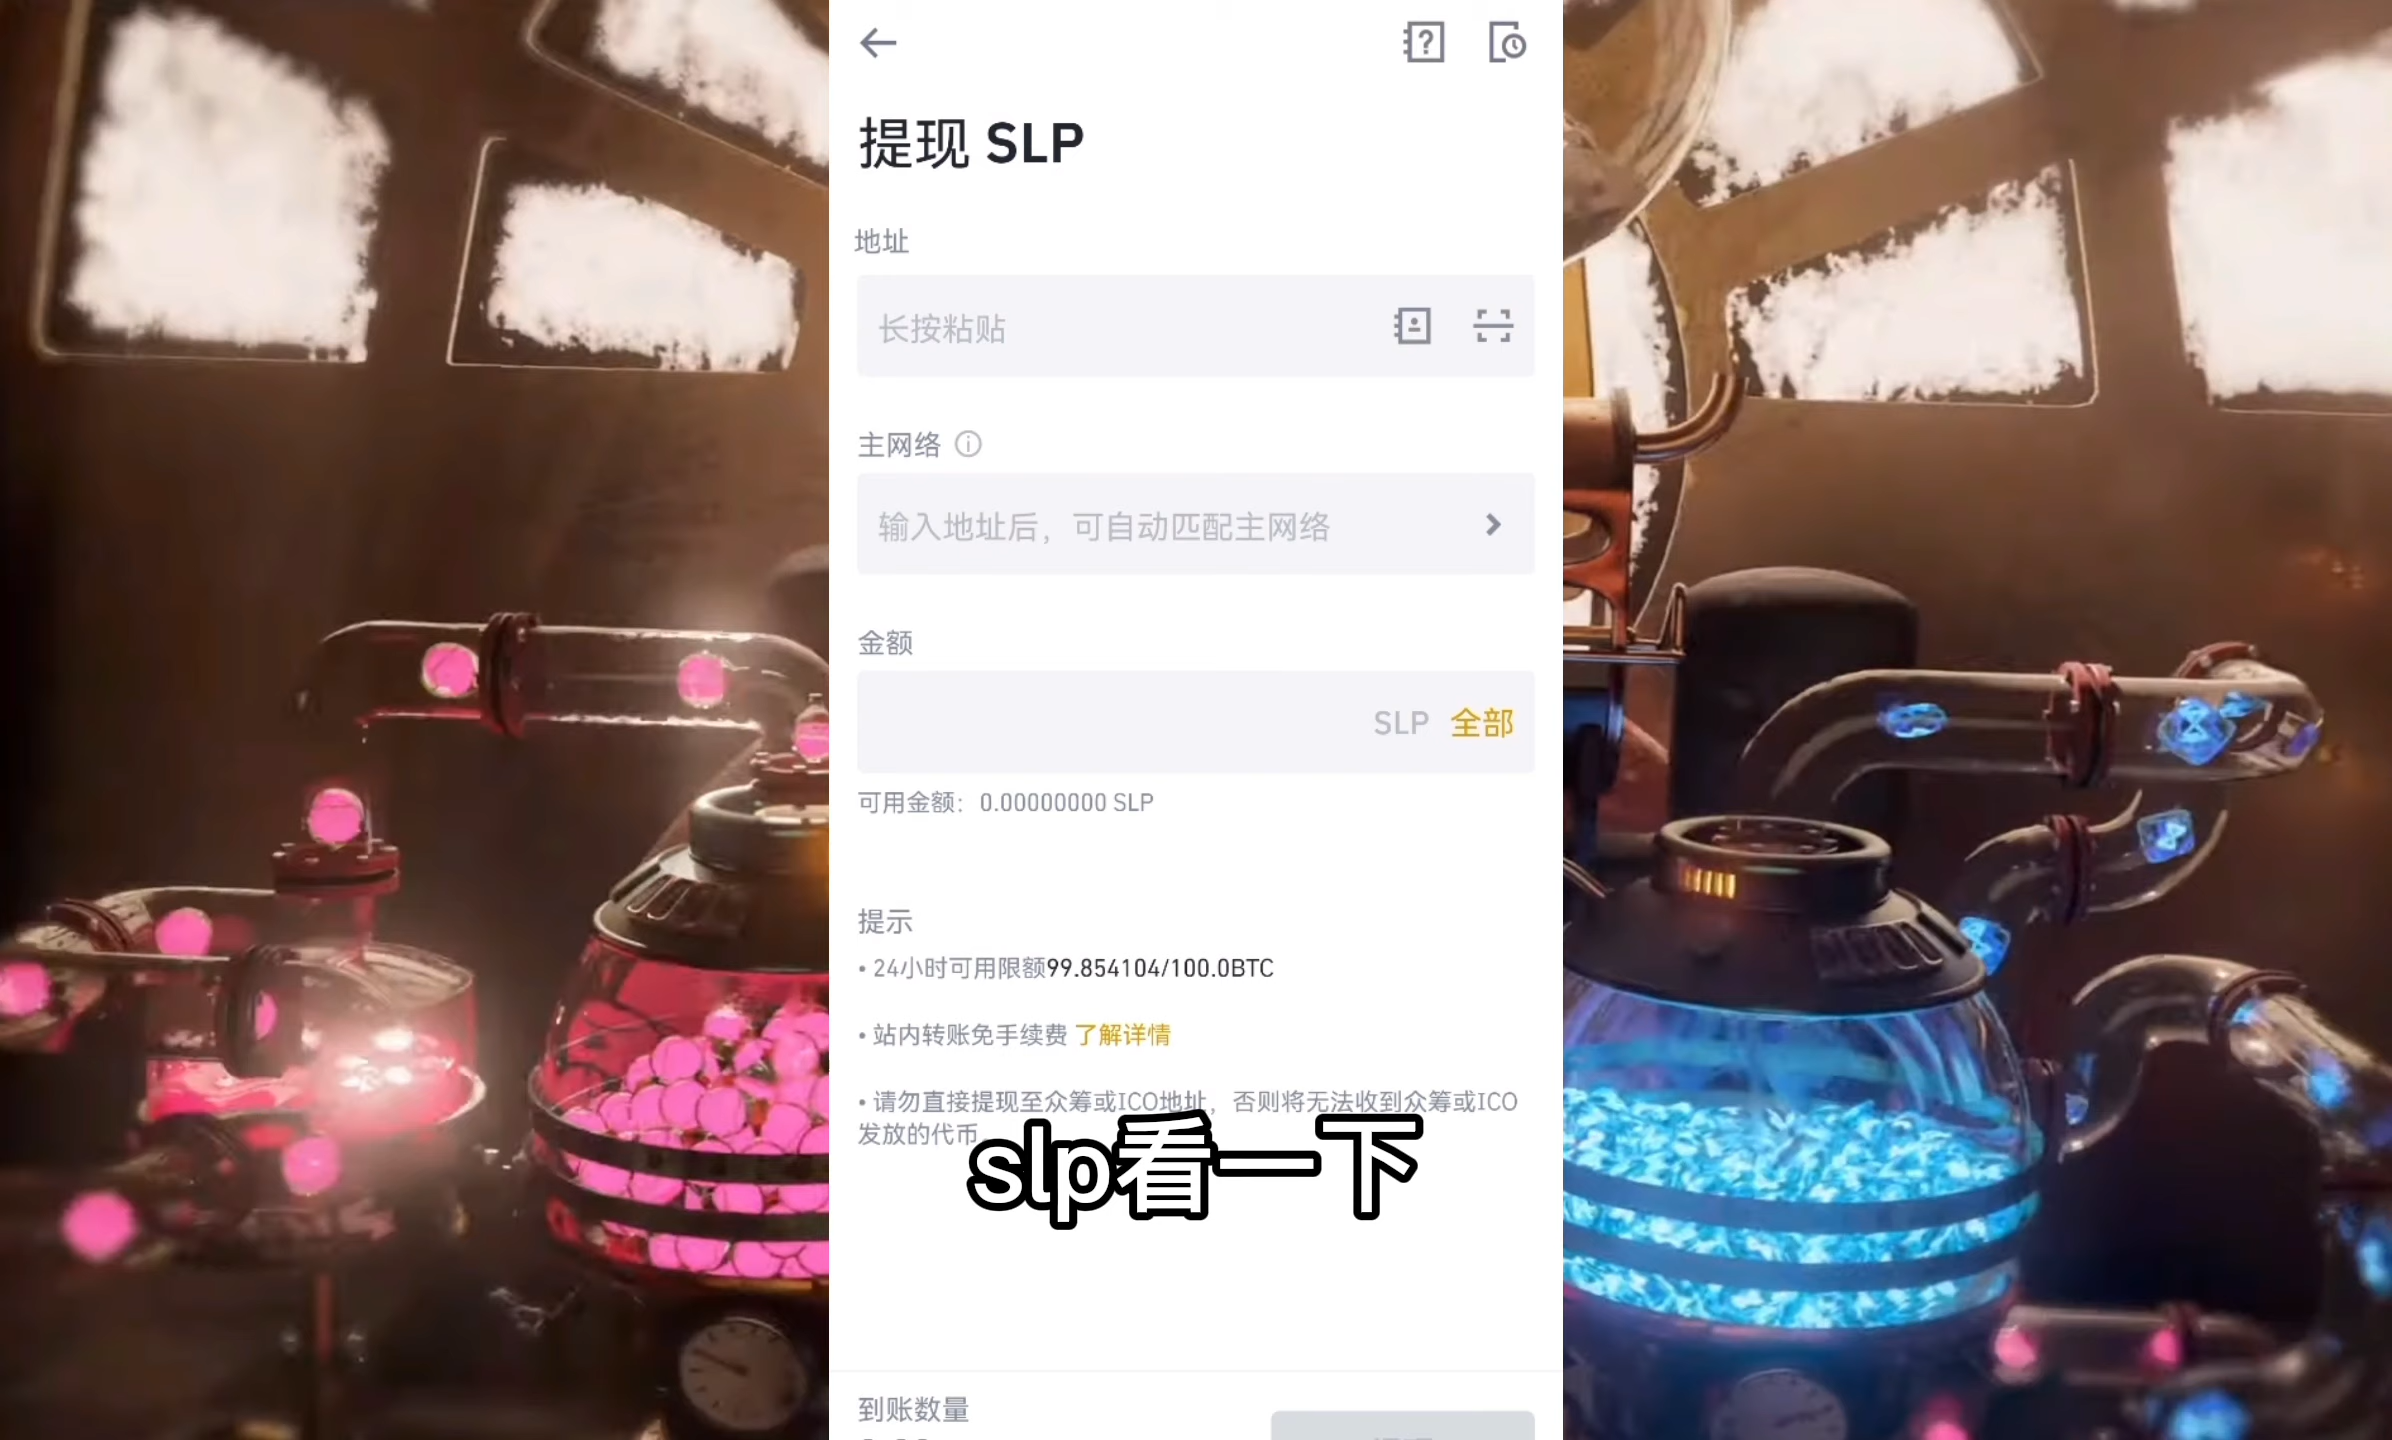 提现 SLP
地址
长按粘贴
主网络
输入地址后，可自动匹配主网络
金额
SLP 全部
可用金额：0.00000000 SLP
提示
• 24小时可用限额99.854104/100.0BTC
• 站内转账免手续费 了解详情
• 请勿直接提现至众筹或ICO地址，否则将无法收到众筹或ICO
发放的代币。
slp看一下
到账数量